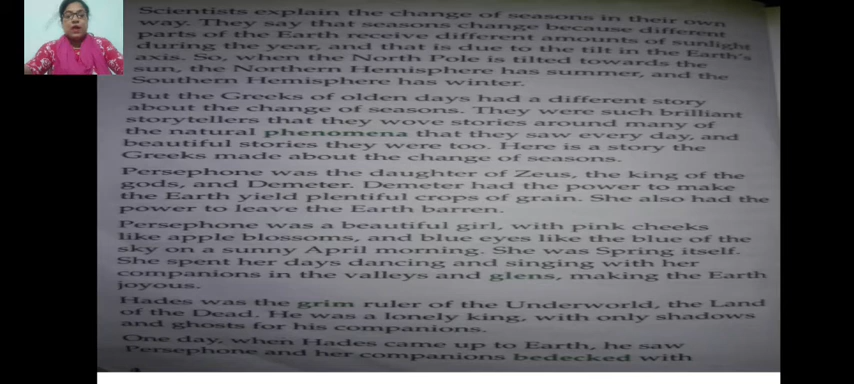 Scientists explain the change of seasons in their own
way. They say that seasons change because different
parts of the Earth receive different amounts of sunlight
during the year, and that is due to the tilt in the Earth's
axis. So, when the North Pole is tilted towards the
sun, the Northern Hemisphere has summer, and the
Southern Hemisphere has winter.
But the Greeks of olden days had a different story
about the change of seasons. They were such brilliant
storytellers that they wove stories around many of
the natural phenomena that they saw every day, and
beautiful stories they were too. Here is a story the
Greeks made about the change of seasons.
Persephone was the daughter of Zeus, the king of the
gods, and Demeter. Demeter had the power to make
the Earth yield plentiful crops of grain. She also had the
power to leave the Earth barren.
Persephone was a beautiful girl, with pink cheeks
like apple blossoms, and blue eyes like the blue of the
sky on a sunny April morning. She was Spring itself.
She spent her days dancing and singing with her
companions in the valleys and glens, making the Earth
joyous.
Hades was the grim ruler of the Underworld, the Land
of the Dead. He was a lonely king, with only shadows
and ghosts for his companions.
One day, when Hades came up to Earth, he saw
Persephone and her companions bedecked with